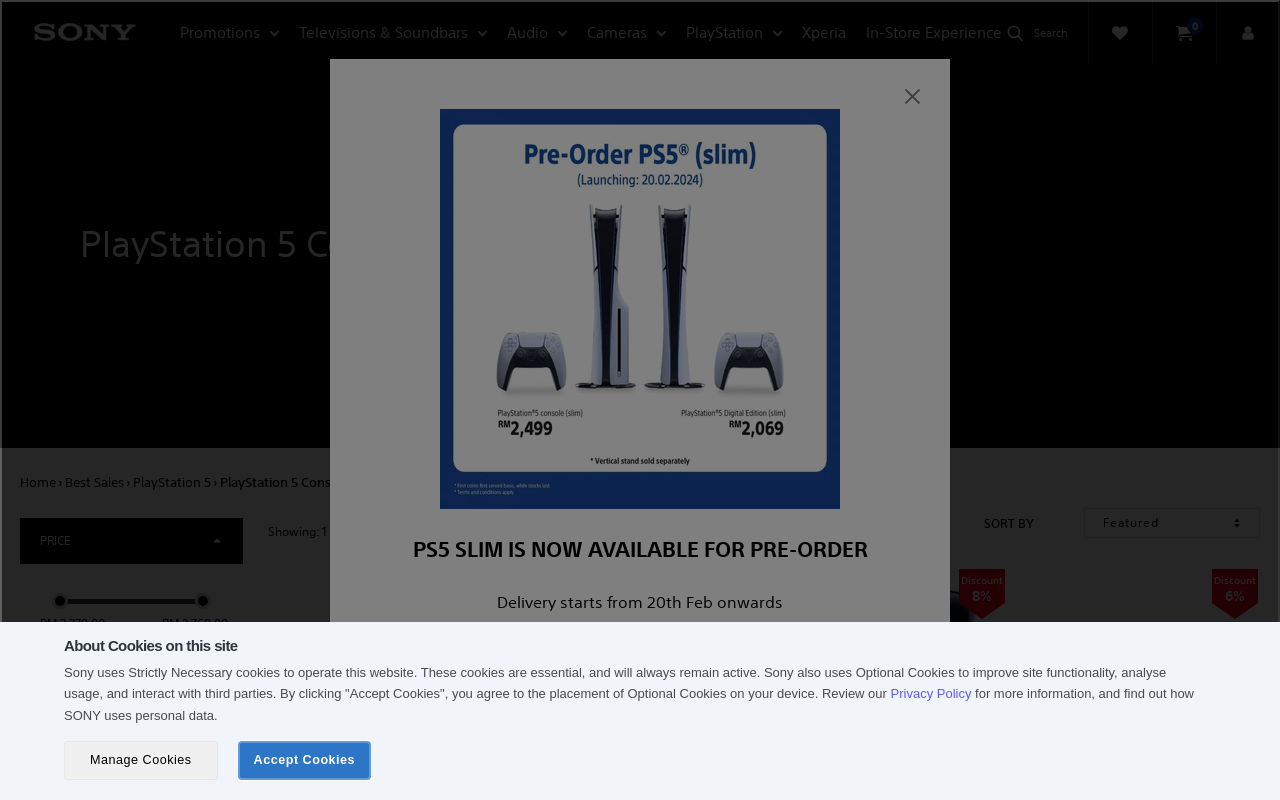 SONY
Promotions
Televisions & Soundbars
Audio
Cameras
PlayStation
Xperia
In-Store Experience
Search
0
PlayStation 5 Co
Pre-Order PS5® (slim)
(Launching: 20.02.2024)
PlayStation®5 console (slim)
RM2,499
PlayStation®5 Digital Edition (slim)
RM2,069
* Vertical stand sold separately
* First come first served basis, while stocks last.
* Terms and conditions apply.
Home › Best Sales › PlayStation 5 › PlayStation 5 Cons
PRICE
Showing: 1
SORT BY
Featured
PS5 SLIM IS NOW AVAILABLE FOR PRE-ORDER
Discount
8%
Discount
6%
Delivery starts from 20th Feb onwards
About Cookies on this site
Sony uses Strictly Necessary cookies to operate this website. These cookies are essential, and will always remain active. Sony also uses Optional Cookies to improve site functionality, analyse
usage, and interact with third parties. By clicking "Accept Cookies", you agree to the placement of Optional Cookies on your device. Review our Privacy Policy for more information, and find out how
SONY uses personal data.
Manage Cookies
Accept Cookies